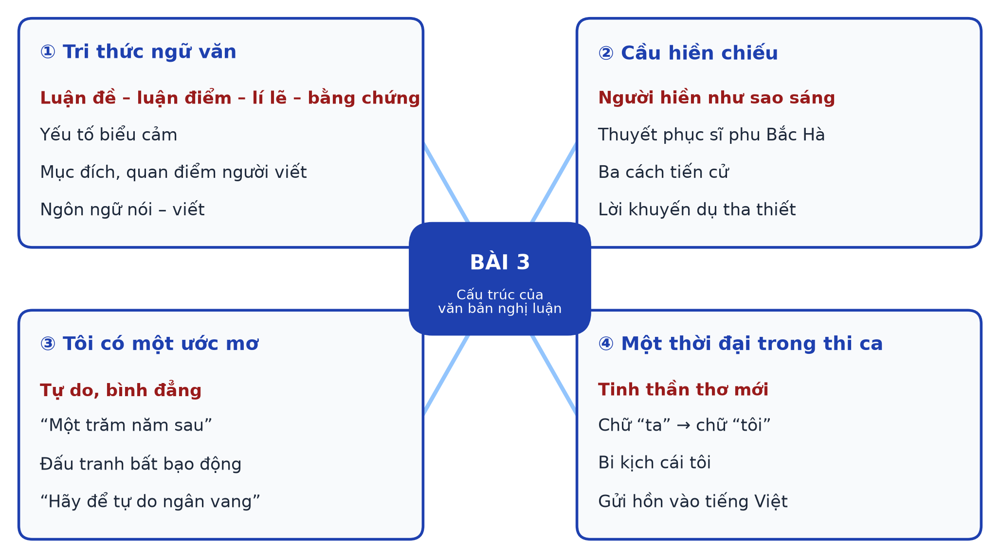 ① Tri thức ngữ văn
Luận đề – luận điểm – lí lẽ – bằng chứng
Yếu tố biểu cảm
Mục đích, quan điểm người viết
Ngôn ngữ nói – viết
② Cầu hiền chiếu
Người hiền như sao sáng
Thuyết phục sĩ phu Bắc Hà
Ba cách tiến cử
Lời khuyến dụ tha thiết
BÀI 3
Cấu trúc của
văn bản nghị luận
③ Tôi có một ước mơ
Tự do, bình đẳng
“Một trăm năm sau”
Đấu tranh bất bạo động
“Hãy để tự do ngân vang”
④ Một thời đại trong thi ca
Tinh thần thơ mới
Chữ “ta” → chữ “tôi”
Bi kịch cái tôi
Gửi hồn vào tiếng Việt